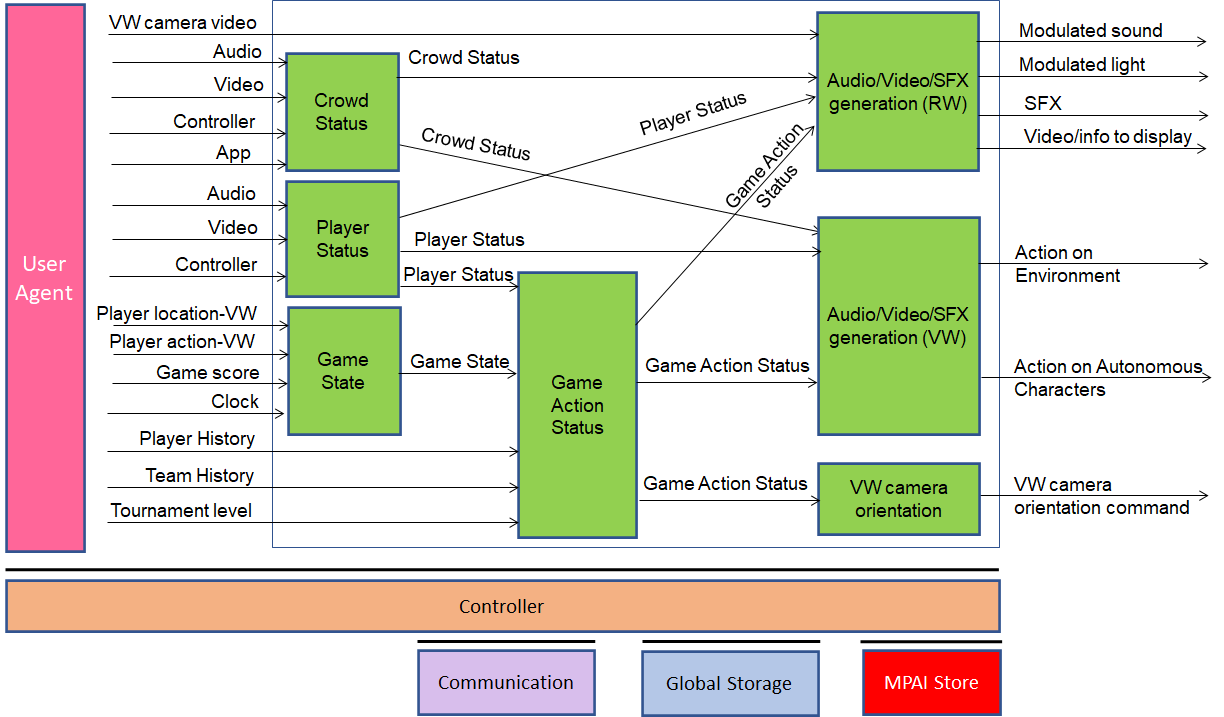 VW camera video
Audio
Video
Controller
App
Audio
Video
Controller
Player location-VW
Player action-VW
Game score
Clock
Player History
Team History
Tournament level
User
Agent
Crowd
Status
Player
Status
Game
State
Crowd Status
Crowd Status
Player Status
Player Status
Player Status
Game State
Game
Action
Status
Game Action
Status
Game Action Status
Game Action Status
Audio/Video/SFX
generation (RW)
Audio/Video/SFX
generation (VW)
VW camera
orientation
Modulated sound
Modulated light
SFX
Video/info to display
Action on
Environment
Action on Autonomous
Characters
VW camera
orientation command
Controller
Communication
Global Storage
MPAI Store